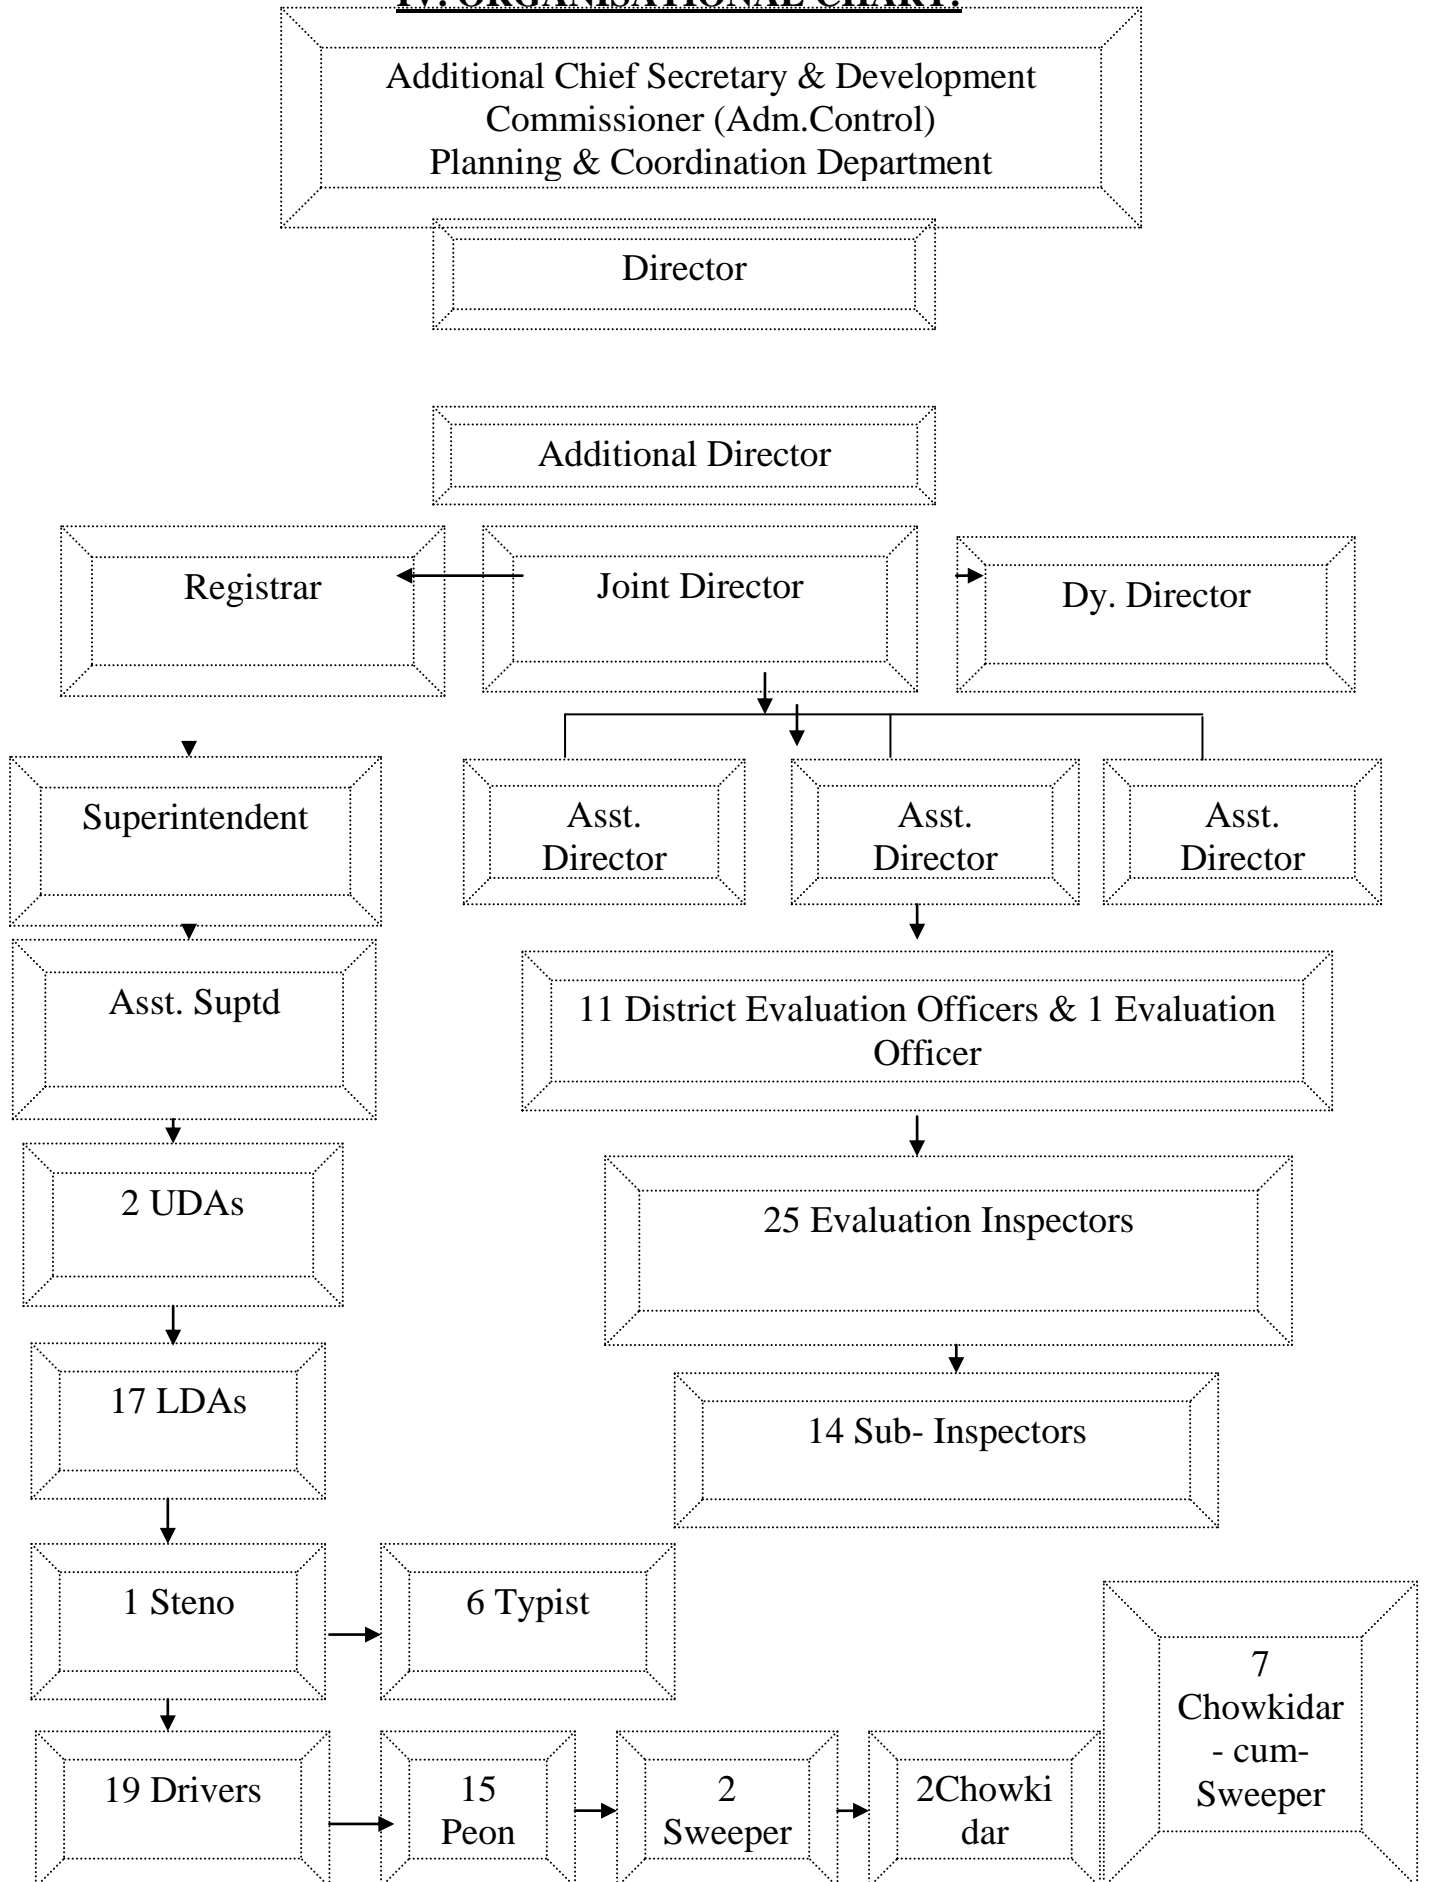 IV. ORGANISATIONAL CHART:
Additional Chief Secretary & Development
Commissioner (Adm.Control)
Planning & Coordination Department
Director
Additional Director
Registrar
Joint Director
Dy. Director
Superintendent
Asst.
Director
Asst.
Director
Asst.
Director
Asst. Suptd
11 District Evaluation Officers & 1 Evaluation
Officer
2 UDAs
25 Evaluation Inspectors
17 LDAs
14 Sub- Inspectors
1 Steno
6 Typist
19 Drivers
15
Peon
2
Sweeper
2Chowki
dar
7
Chowkidar
- cum-
Sweeper